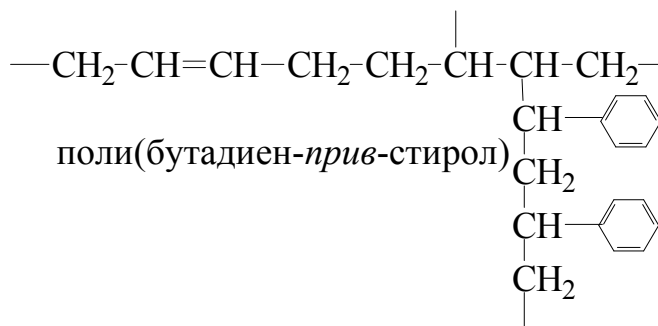 —CH₂-CH=CH-CH₂-CH₂-CH-CH-CH₂—
CH
поли(бутадиен-прив-стирол)
CH₂
CH
CH₂